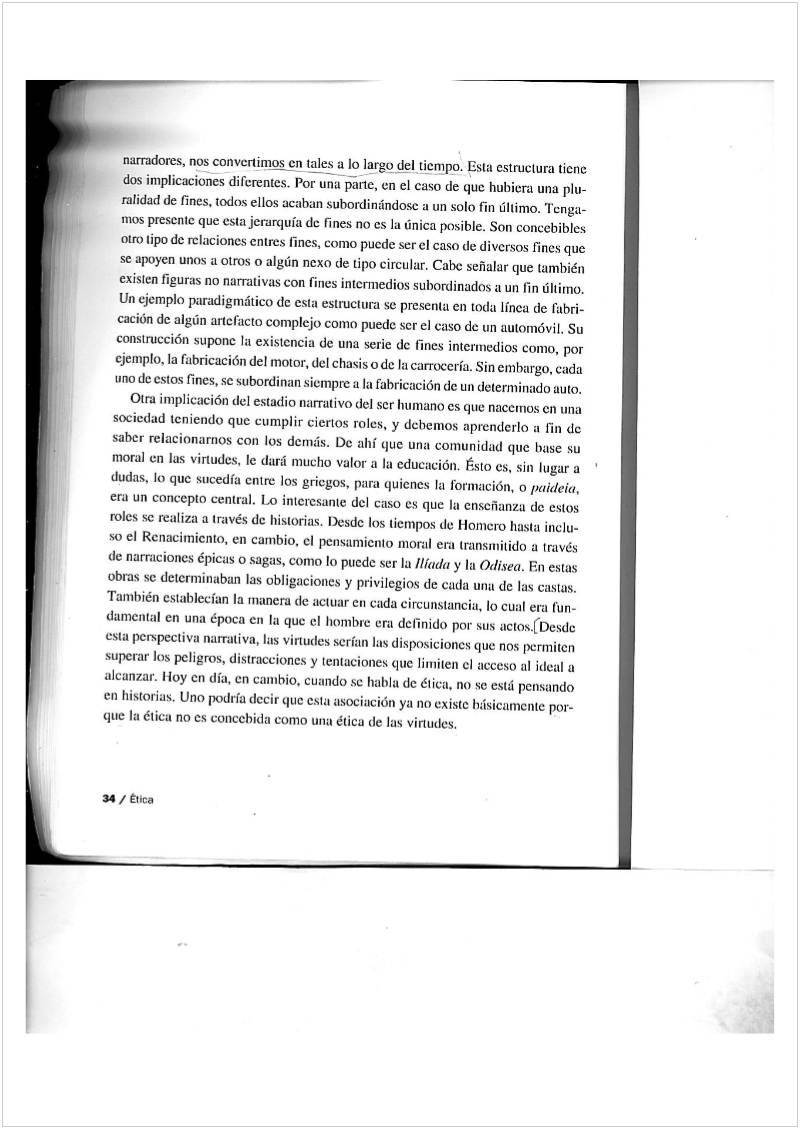 narradores, nos convertimos en tales a lo largo del tiempo. Esta estructura tiene
dos implicaciones diferentes. Por una parte, en el caso de que hubiera una plu-
ralidad de fines, todos ellos acaban subordinándose a un solo fin último. Tenga-
mos presente que esta jerarquía de fines no es la única posible. Son concebibles
otro tipo de relaciones entres fines, como puede ser el caso de diversos fines que
se apoyen unos a otros o algún nexo de tipo circular. Cabe señalar que también
existen figuras no narrativas con fines intermedios subordinados a un fin último.
Un ejemplo paradigmático de esta estructura se presenta en toda línea de fabri-
cación de algún artefacto complejo como puede ser el caso de un automóvil. Su
construcción supone la existencia de una serie de fines intermedios como, por
ejemplo, la fabricación del motor, del chasis o de la carrocería. Sin embargo, cada
uno de estos fines, se subordinan siempre a la fabricación de un determinado auto.
Otra implicación del estadio narrativo del ser humano es que nacemos en una
sociedad teniendo que cumplir ciertos roles, y debemos aprenderlo a fin de
saber relacionarnos con los demás. De ahí que una comunidad que base su
moral en las virtudes, le dará mucho valor a la educación. Ésto es, sin lugar a
dudas, lo que sucedía entre los griegos, para quienes la formación, o paideia,
era un concepto central. Lo interesante del caso es que la enseñanza de estos
roles se realiza a través de historias. Desde los tiempos de Homero hasta inclu-
so el Renacimiento, en cambio, el pensamiento moral era transmitido a través
de narraciones épicas o sagas, como lo puede ser la Ilíada y la Odisea. En estas
obras se determinaban las obligaciones y privilegios de cada una de las castas.
También establecían la manera de actuar en cada circunstancia, lo cual era fun-
damental en una época en la que el hombre era definido por sus actos. Desde
esta perspectiva narrativa, las virtudes serían las disposiciones que nos permiten
superar los peligros, distracciones y tentaciones que limiten el acceso al ideal a
alcanzar. Hoy en día, en cambio, cuando se habla de ética, no se está pensando
en historias. Uno podría decir que esta asociación ya no existe básicamente por-
que la ética no es concebida como una ética de las virtudes.
34 / Ética